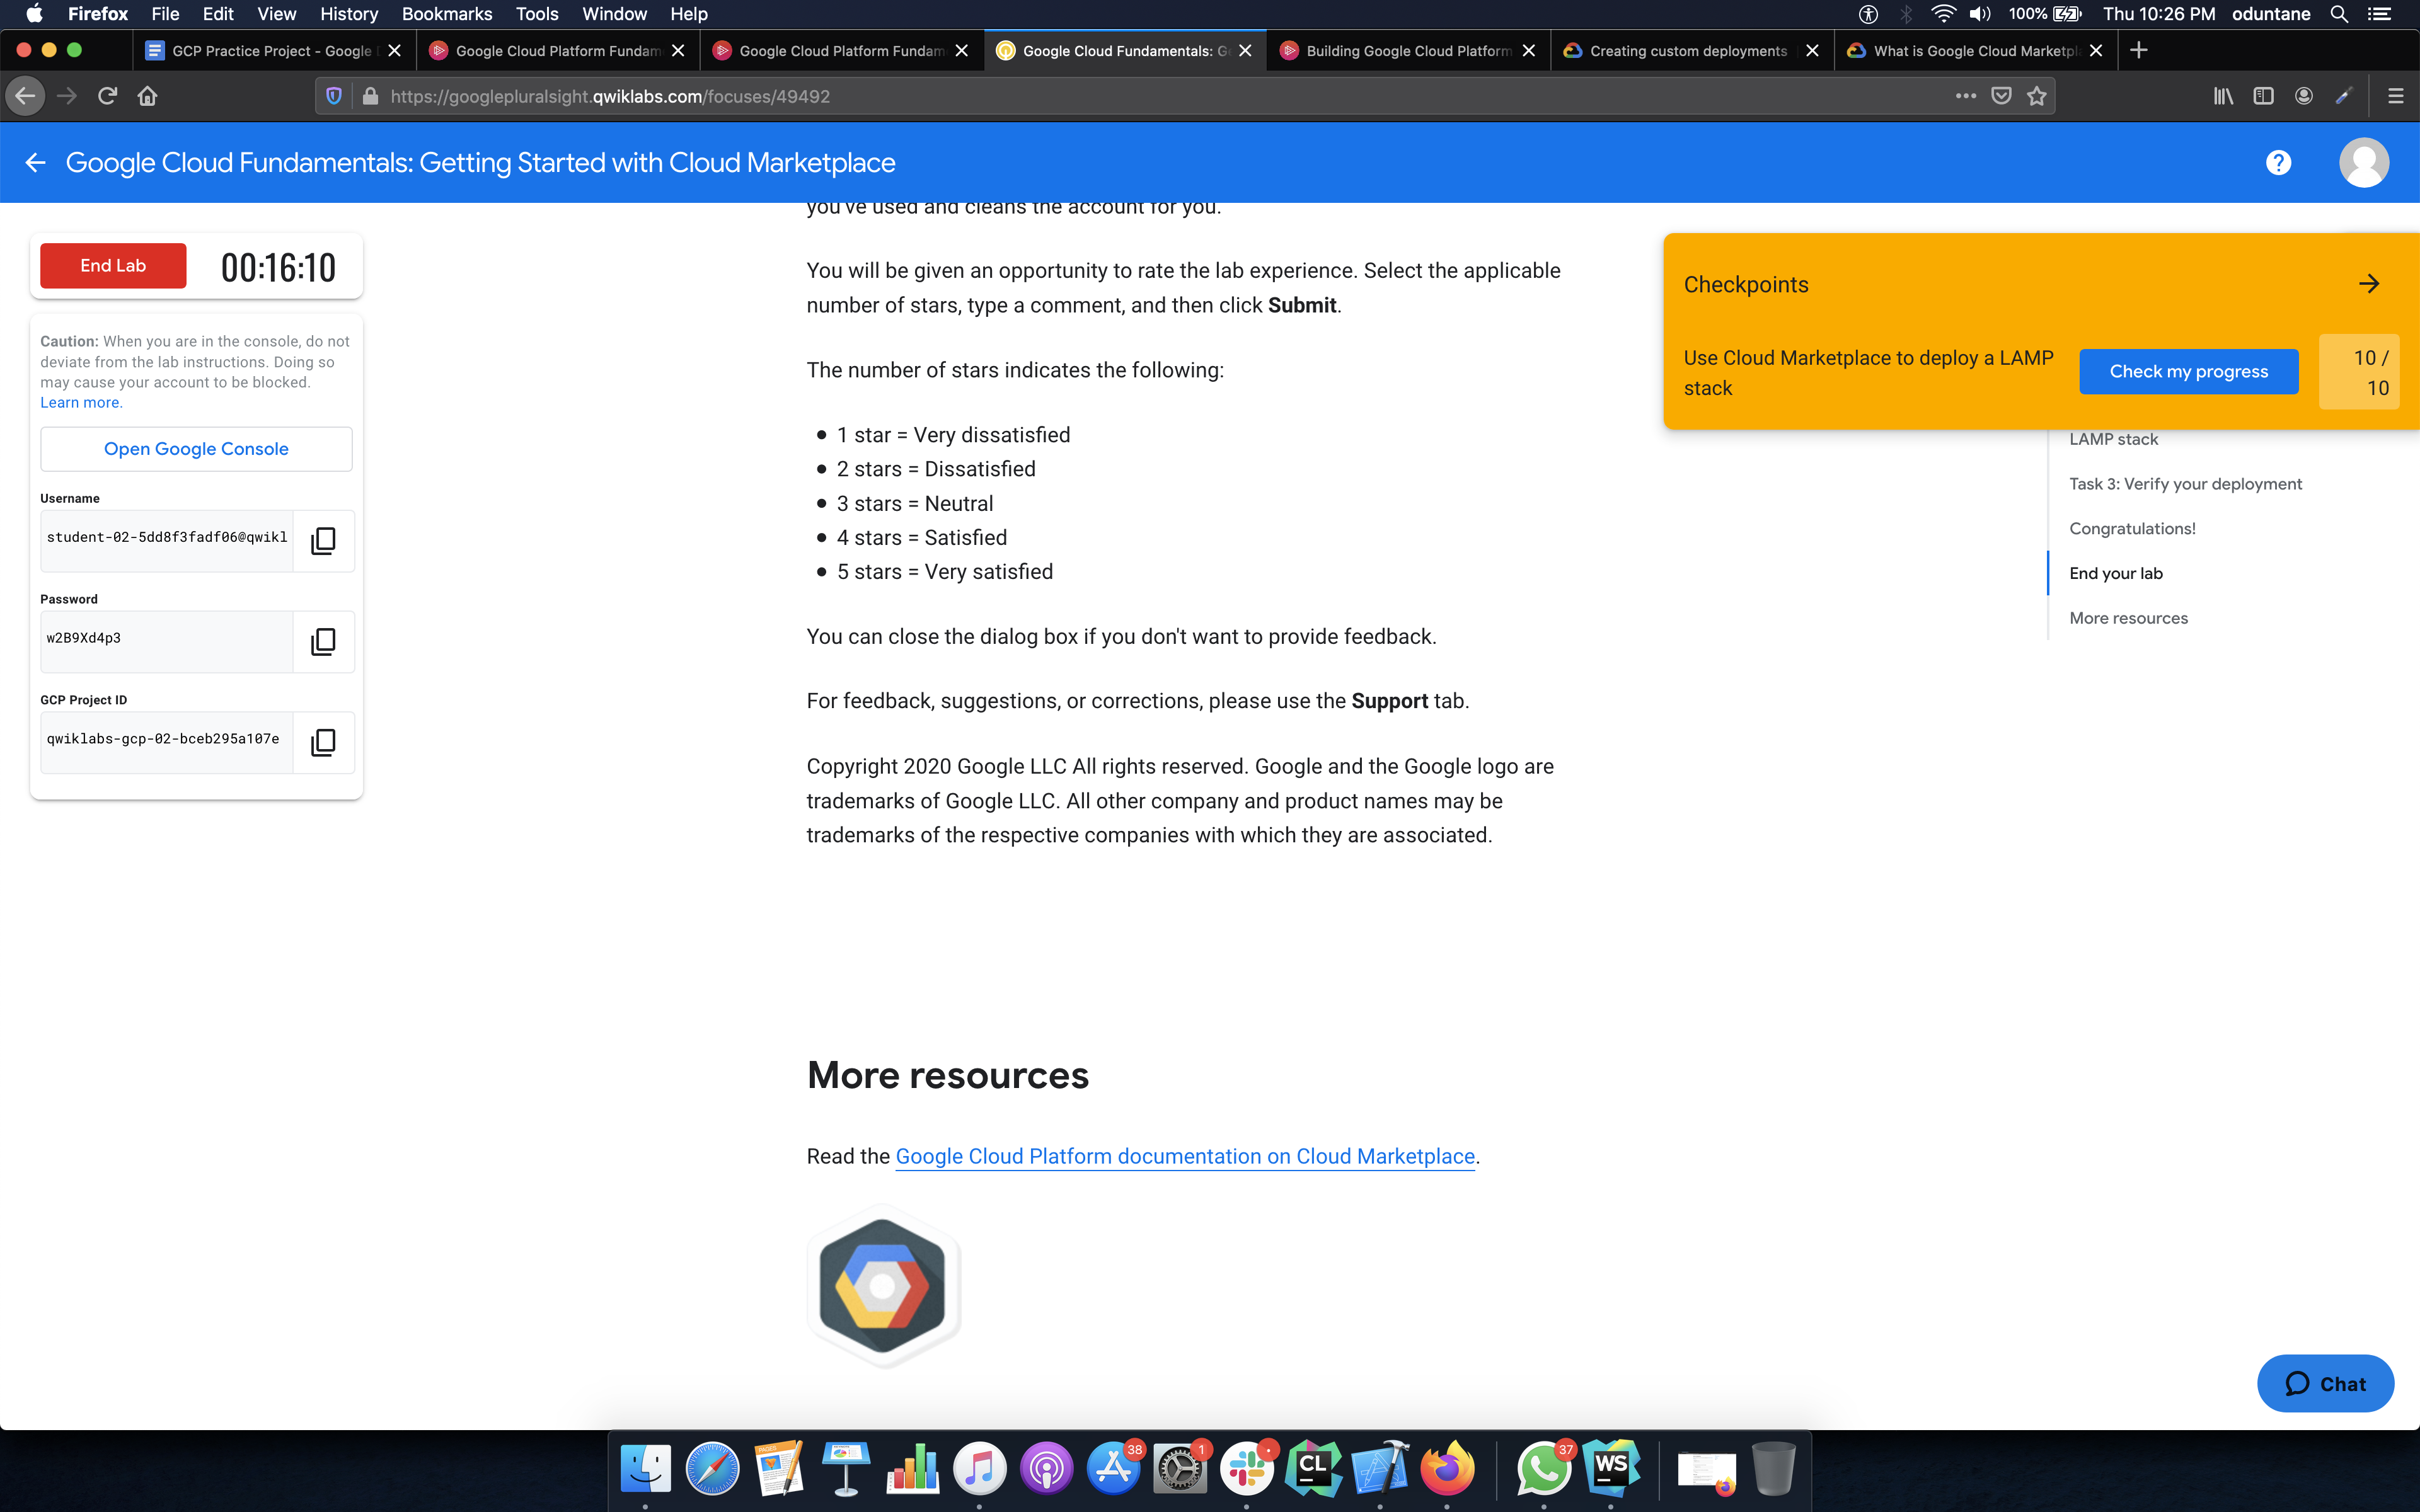 Firefox File Edit View History Bookmarks Tools Window Help
100% Thu 10:26 PM oduntane
GCP Practice Project - Google
Google Cloud Platform Fundam
Google Cloud Platform Fundam
Google Cloud Fundamentals: G
Building Google Cloud Platform
Creating custom deployments
What is Google Cloud Marketpl
https://googlepluralsight.qwiklabs.com/focuses/49492
Google Cloud Fundamentals: Getting Started with Cloud Marketplace
?
End Lab
00:16:10
Caution: When you are in the console, do not
deviate from the lab instructions. Doing so
may cause your account to be blocked.
Learn more.
Open Google Console
Username
student-02-5dd8f3fadf06@qwikl
Password
w2B9Xd4p3
GCP Project ID
qwiklabs-gcp-02-bceb295a107e
you've used and cleans the account for you.
You will be given an opportunity to rate the lab experience. Select the applicable
number of stars, type a comment, and then click Submit.
The number of stars indicates the following:
• 1 star = Very dissatisfied
• 2 stars = Dissatisfied
• 3 stars = Neutral
• 4 stars = Satisfied
• 5 stars = Very satisfied
You can close the dialog box if you don't want to provide feedback.
For feedback, suggestions, or corrections, please use the Support tab.
Copyright 2020 Google LLC All rights reserved. Google and the Google logo are
trademarks of Google LLC. All other company and product names may be
trademarks of the respective companies with which they are associated.
More resources
Read the Google Cloud Platform documentation on Cloud Marketplace.
Checkpoints
Use Cloud Marketplace to deploy a LAMP
stack
Check my progress
10 /
10
LAMP stack
Task 3: Verify your deployment
Congratulations!
End your lab
More resources
Chat
PAGES
38
1
CL
37
WS